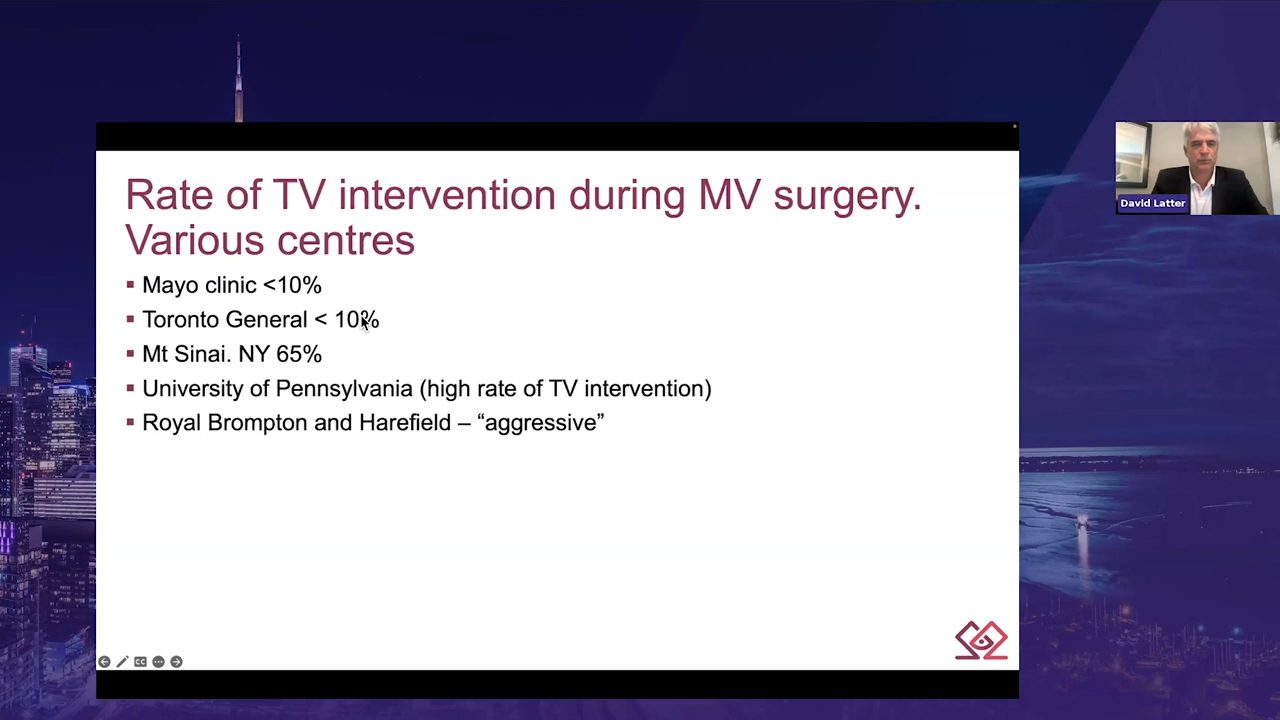 Rate of TV intervention during MV surgery.
Various centres
▪ Mayo clinic <10%
▪ Toronto General < 10%
▪ Mt Sinai. NY 65%
▪ University of Pennsylvania (high rate of TV intervention)
▪ Royal Brompton and Harefield – “aggressive”
David Latter
CC